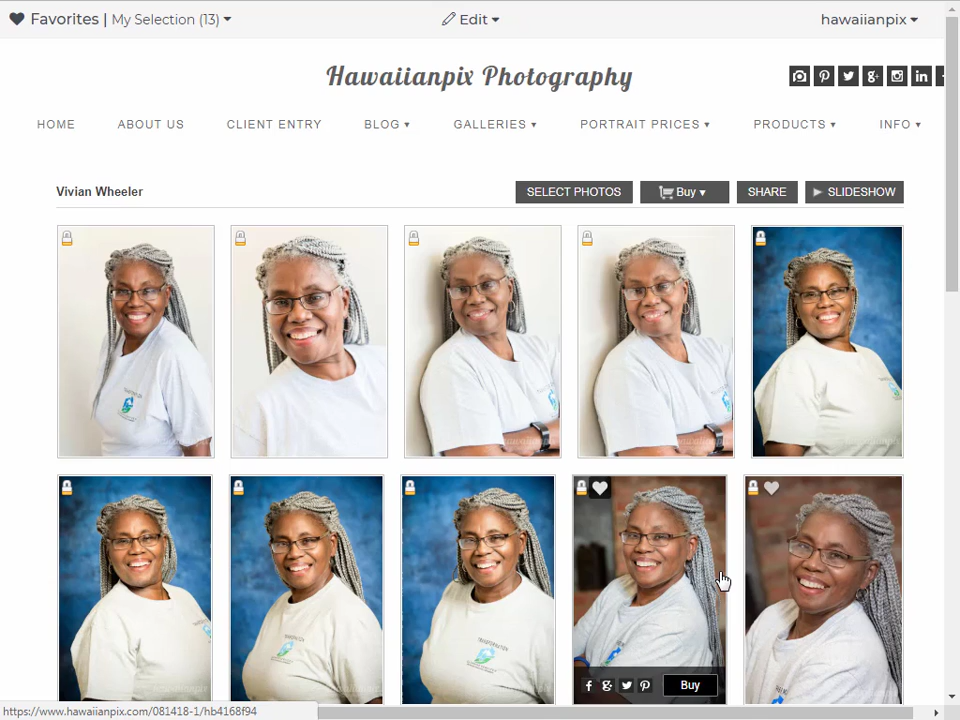 Favorites | My Selection (13) ▾
Edit ▾
hawaiianpix ▾
Hawaiianpix Photography
HOME ABOUT US CLIENT ENTRY BLOG ▾ GALLERIES ▾ PORTRAIT PRICES ▾ PRODUCTS ▾ INFO ▾
Vivian Wheeler
SELECT PHOTOS Buy ▾ SHARE SLIDESHOW
TRANSFORMATION
Buy
https://www.hawaiianpix.com/081418-1/hb4168f94